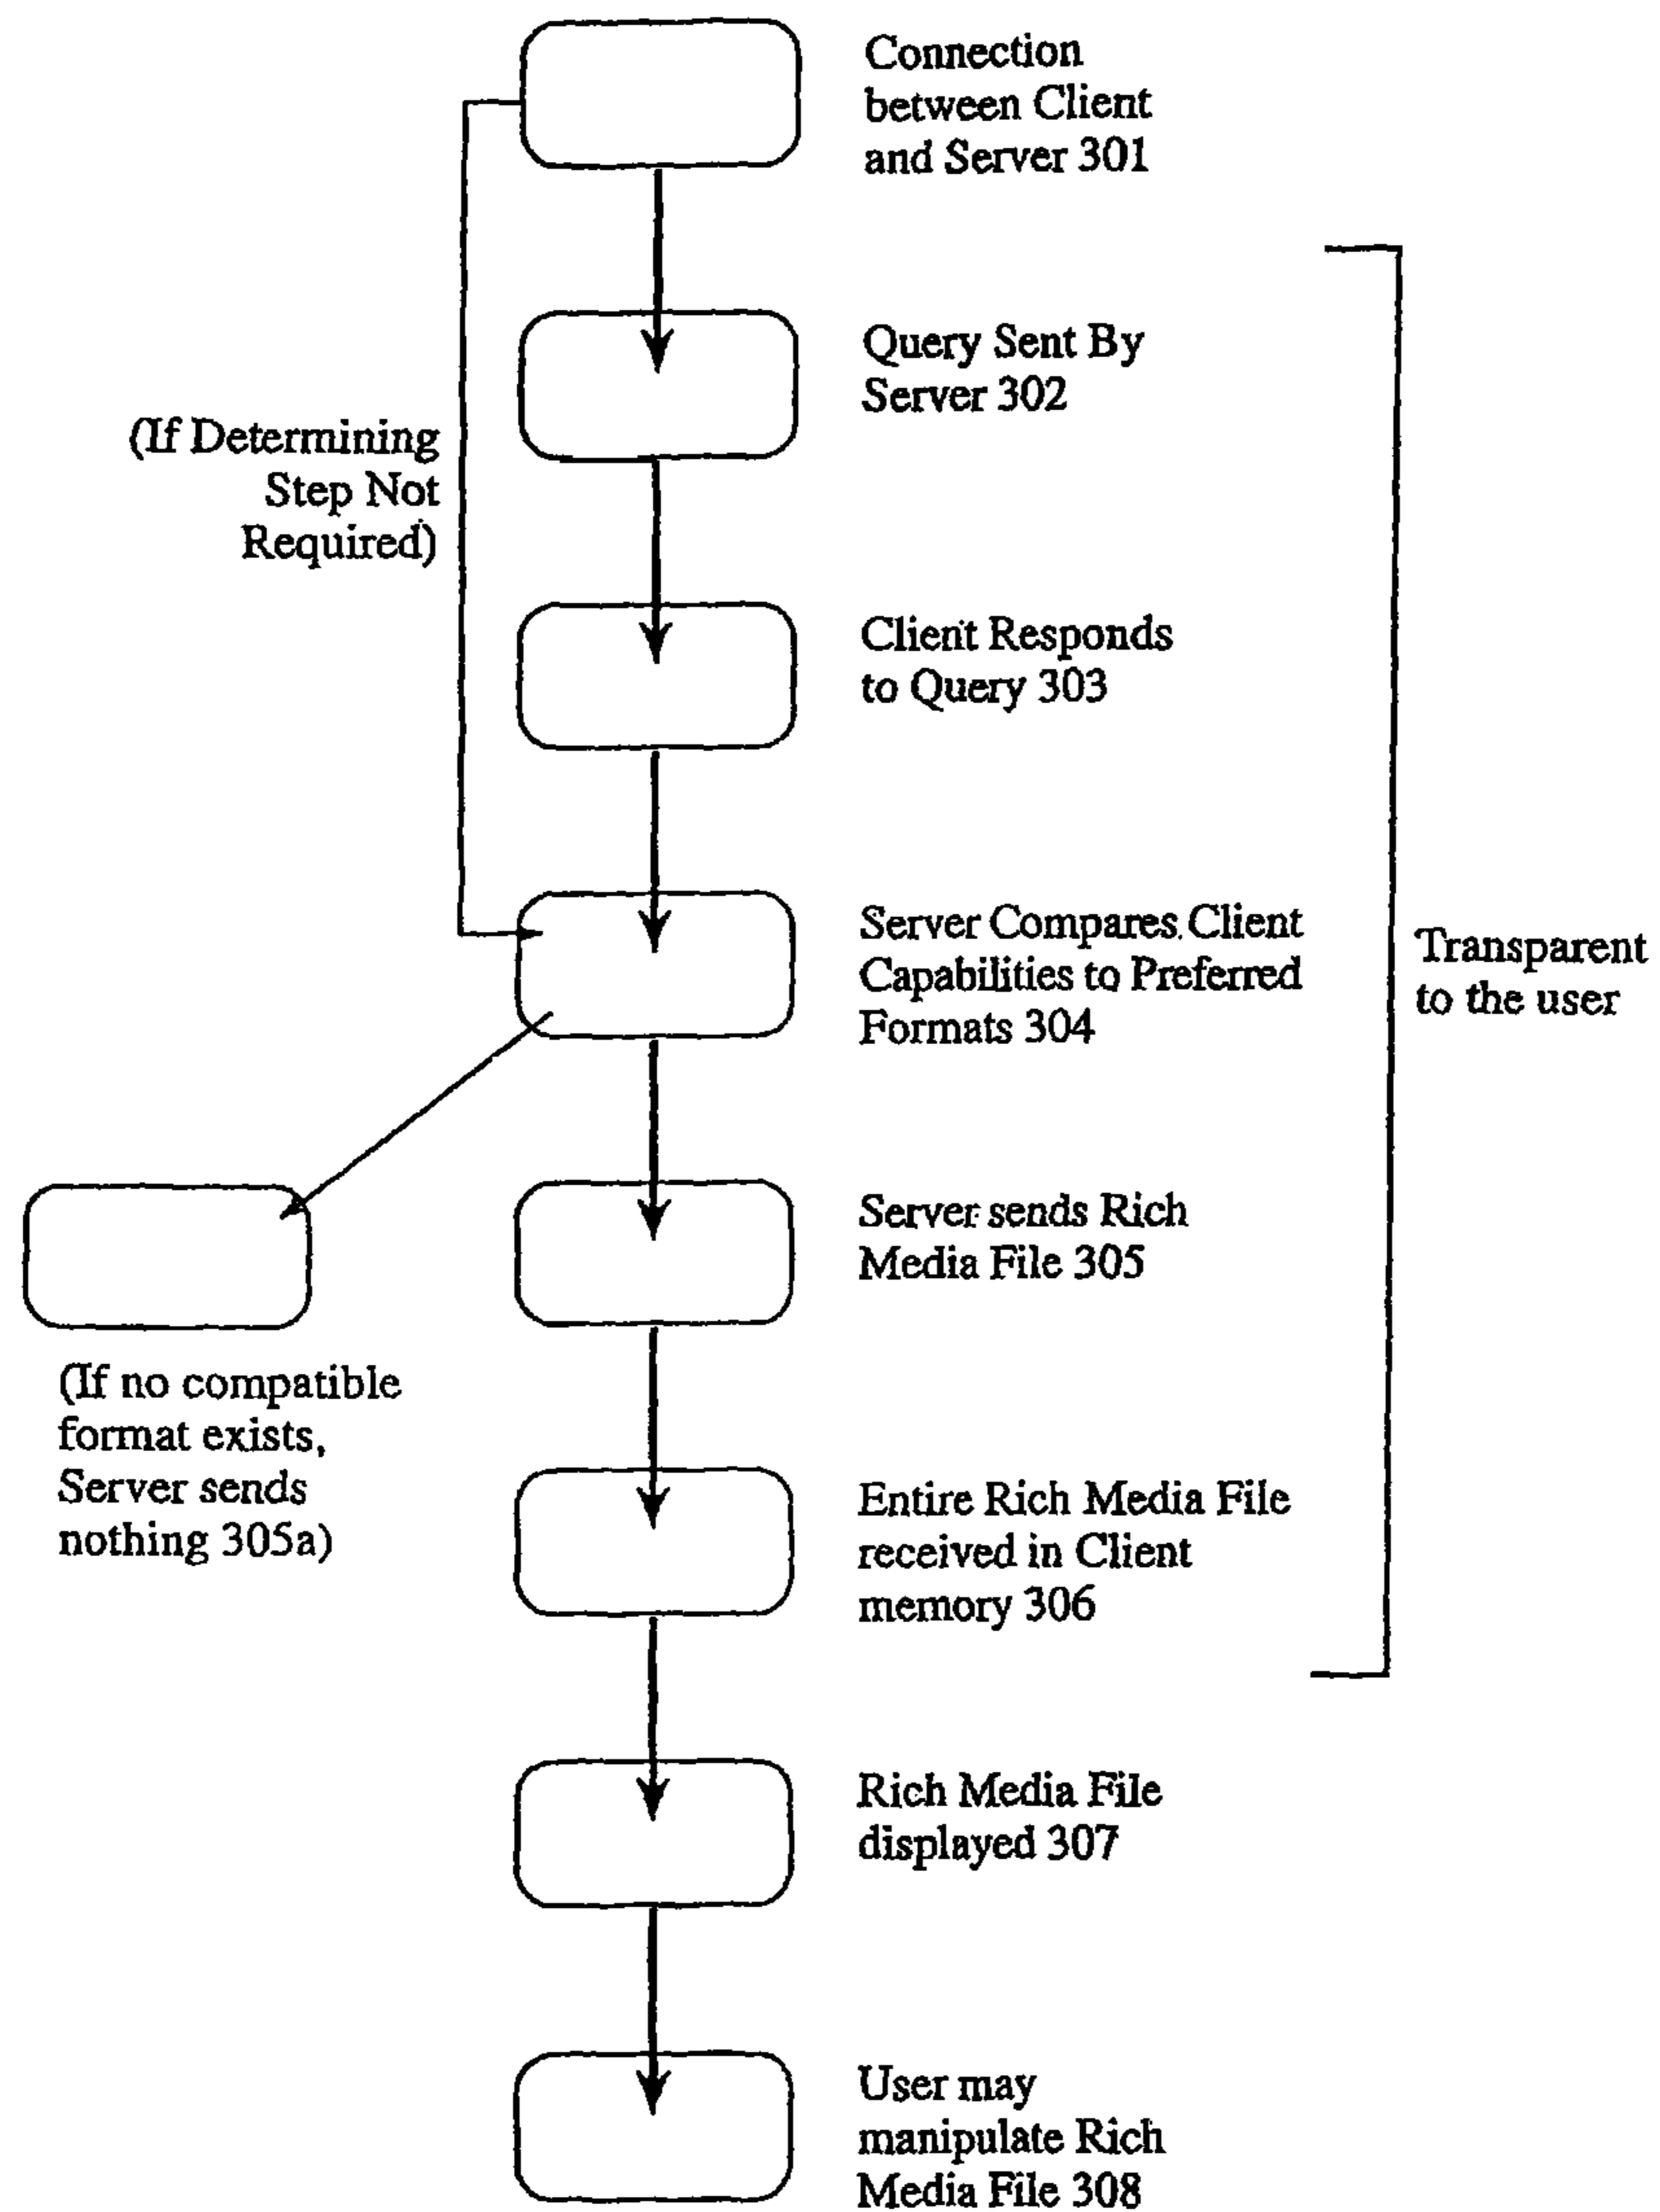 Connection
between Client
and Server 301
Query Sent By
Server 302
(If Determining
Step Not
Required)
Client Responds
to Query 303
Server Compares Client
Capabilities to Preferred
Formats 304
Transparent
to the user
Server sends Rich
Media File 305
(If no compatible
format exists,
Server sends
nothing 305a)
Entire Rich Media File
received in Client
memory 306
Rich Media File
displayed 307
User may
manipulate Rich
Media File 308